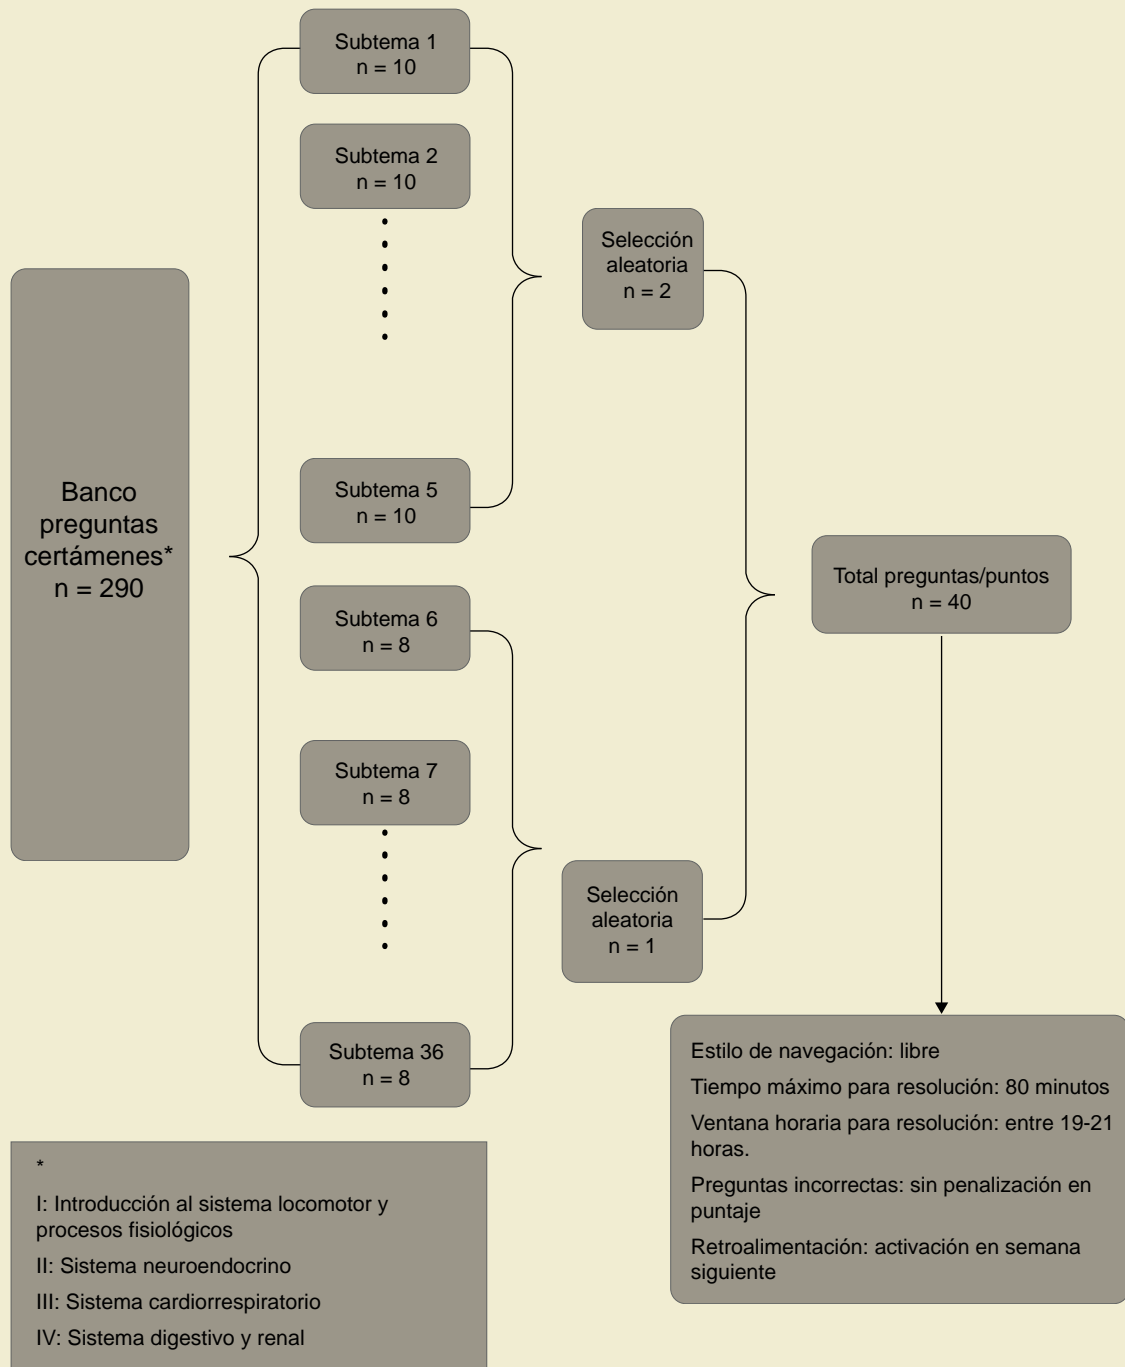 Banco
preguntas
certámenes*
n = 290
Subtema 1
n = 10
Subtema 2
n = 10
Subtema 5
n = 10
Subtema 6
n = 8
Subtema 7
n = 8
Subtema 36
n = 8
Selección
aleatoria
n = 2
Selección
aleatoria
n = 1
Total preguntas/puntos
n = 40
Estilo de navegación: libre
Tiempo máximo para resolución: 80 minutos
Ventana horaria para resolución: entre 19-21
horas.
Preguntas incorrectas: sin penalización en
puntaje
Retroalimentación: activación en semana
siguiente
*
I: Introducción al sistema locomotor y
procesos fisiológicos
II: Sistema neuroendocrino
III: Sistema cardiorrespiratorio
IV: Sistema digestivo y renal